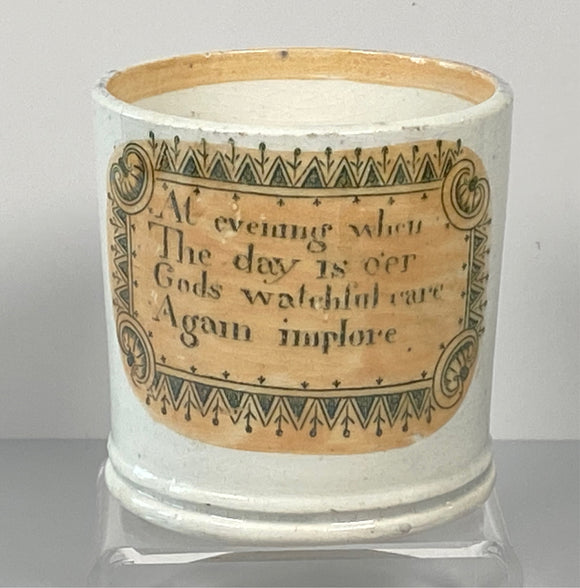 At evening when
The day is o'er
Gods watchful care
Again implore